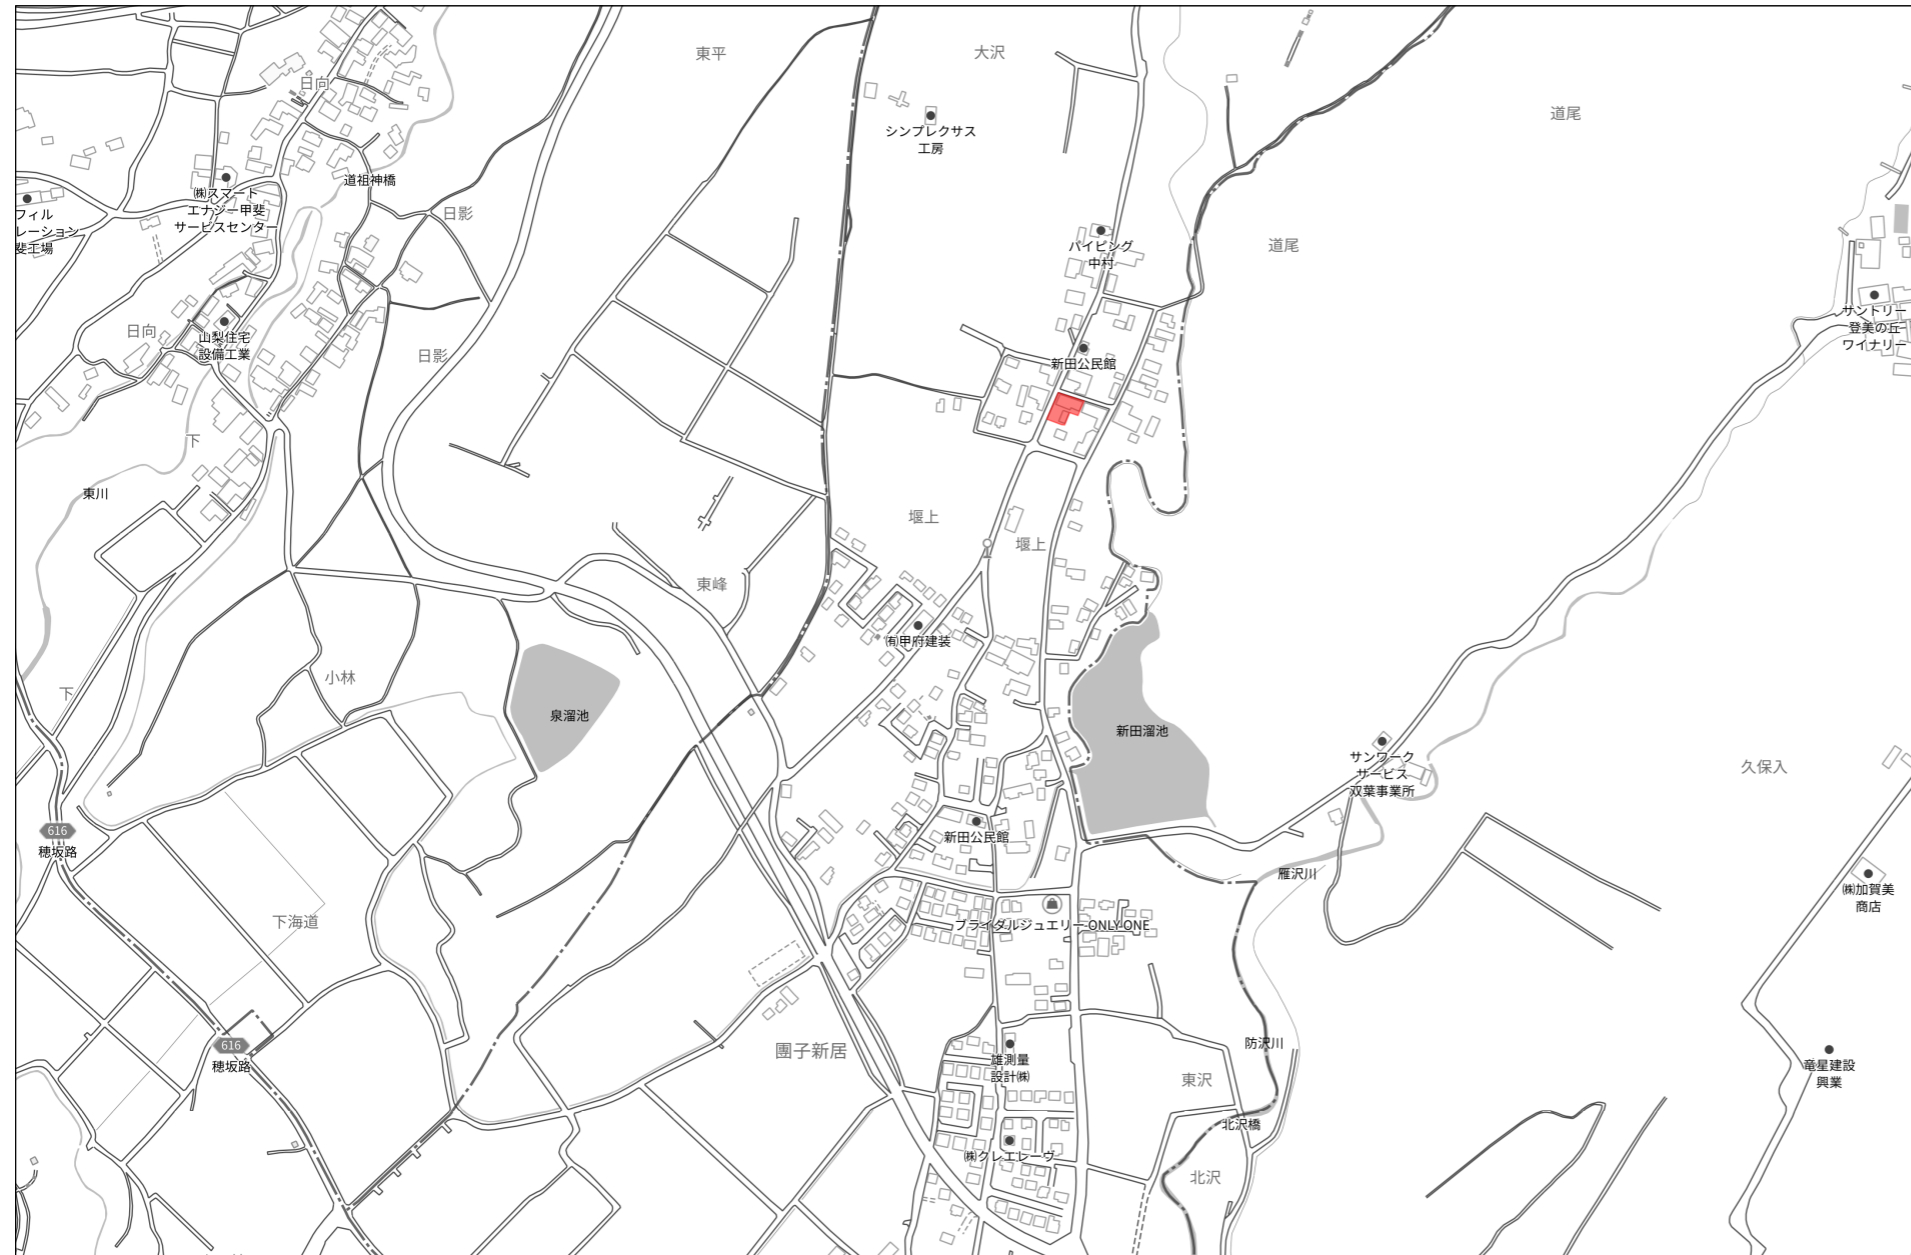 東平
大沢
道尾
日向
シンプレクサス
工房
道祖神橋
㈱スマート
エナジー甲斐
サービスセンター
フィル
レーション
斐工場
日影
道尾
パイピング
中村
日向
山梨住宅
設備工業
日影
新田公民館
サントリー
登美の丘
ワイナリー
下
東川
堰上
堰上
東峰
㈲甲府建装
小林
下
泉溜池
新田溜池
サンワーク
サービス
双葉事業所
久保入
616
穂坂路
新田公民館
雁沢川
㈱加賀美
商店
下海道
ブライダルジュエリー ONLY ONE
616
穂坂路
團子新居
雄測量
設計㈱
防沢川
東沢
竜星建設
興業
北沢橋
㈱クレエレーヴ
北沢